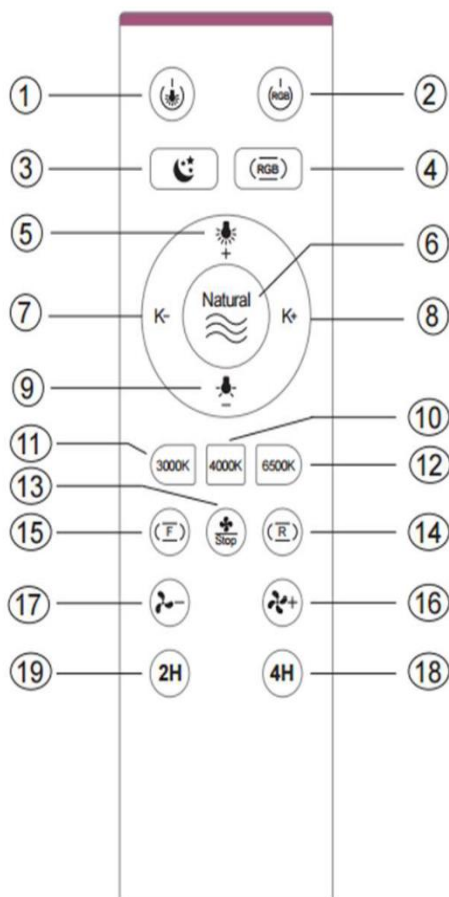 ① ②
RGB
③ ④
RGB
⑤ + ⑥
Natural
⑦ K- K+ ⑧
⑨ −
⑩
⑪ 3000K 4000K 6500K ⑫
⑬
⑮ F Stop R ⑭
⑰ − + ⑯
⑲ 2H 4H ⑱